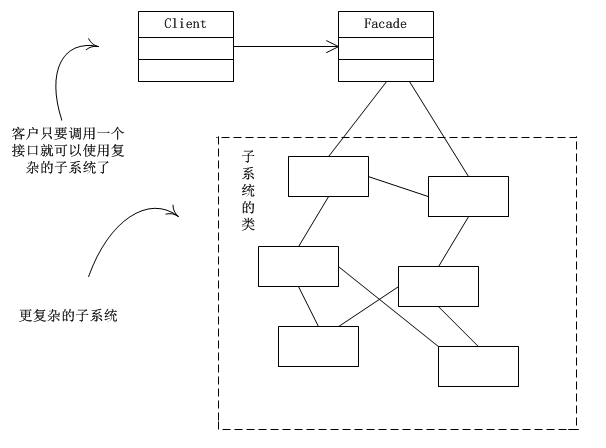 Client
Facade
客户只要调用一个
接口就可以使用复
杂的子系统了
子系统的类
更复杂的子系统